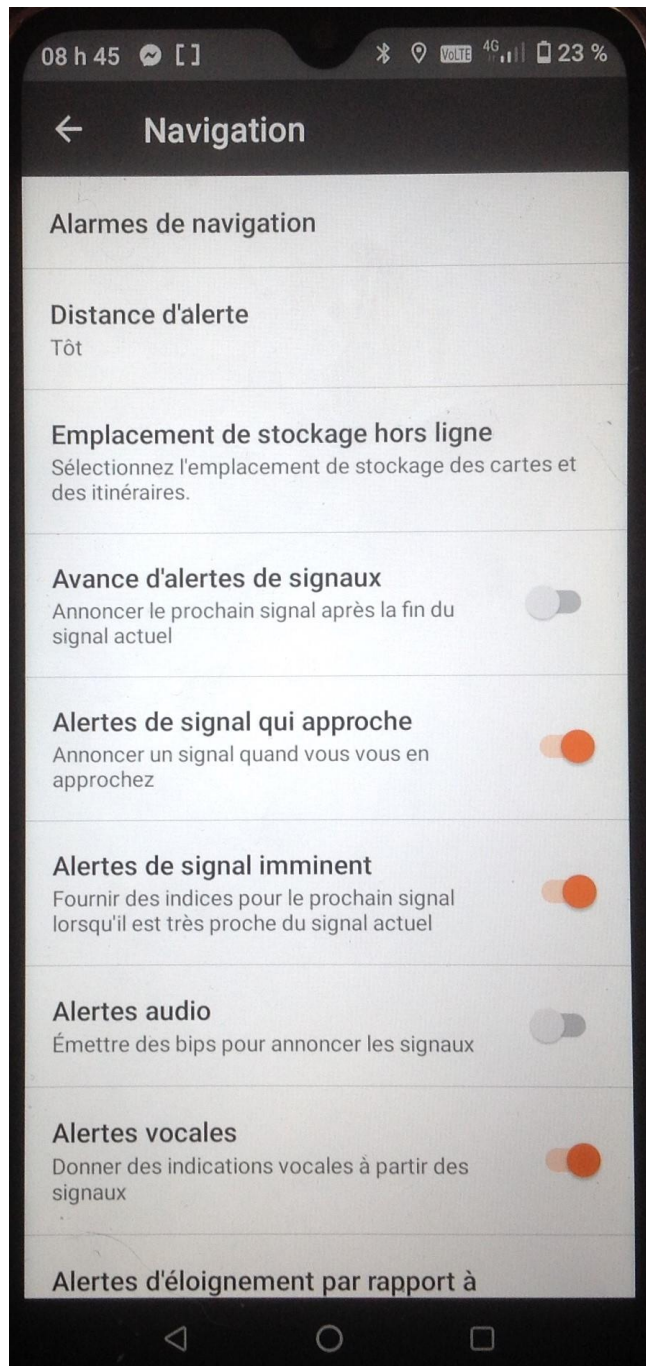 08 h 45 VoLTE 4G 23 %
Navigation
Alarmes de navigation
Distance d'alerte
Tôt
Emplacement de stockage hors ligne
Sélectionnez l'emplacement de stockage des cartes et
des itinéraires.
Avance d'alertes de signaux
Annoncer le prochain signal après la fin du
signal actuel
Alertes de signal qui approche
Annoncer un signal quand vous vous en
approchez
Alertes de signal imminent
Fournir des indices pour le prochain signal
lorsqu'il est très proche du signal actuel
Alertes audio
Émettre des bips pour annoncer les signaux
Alertes vocales
Donner des indications vocales à partir des
signaux
Alertes d'éloignement par rapport à